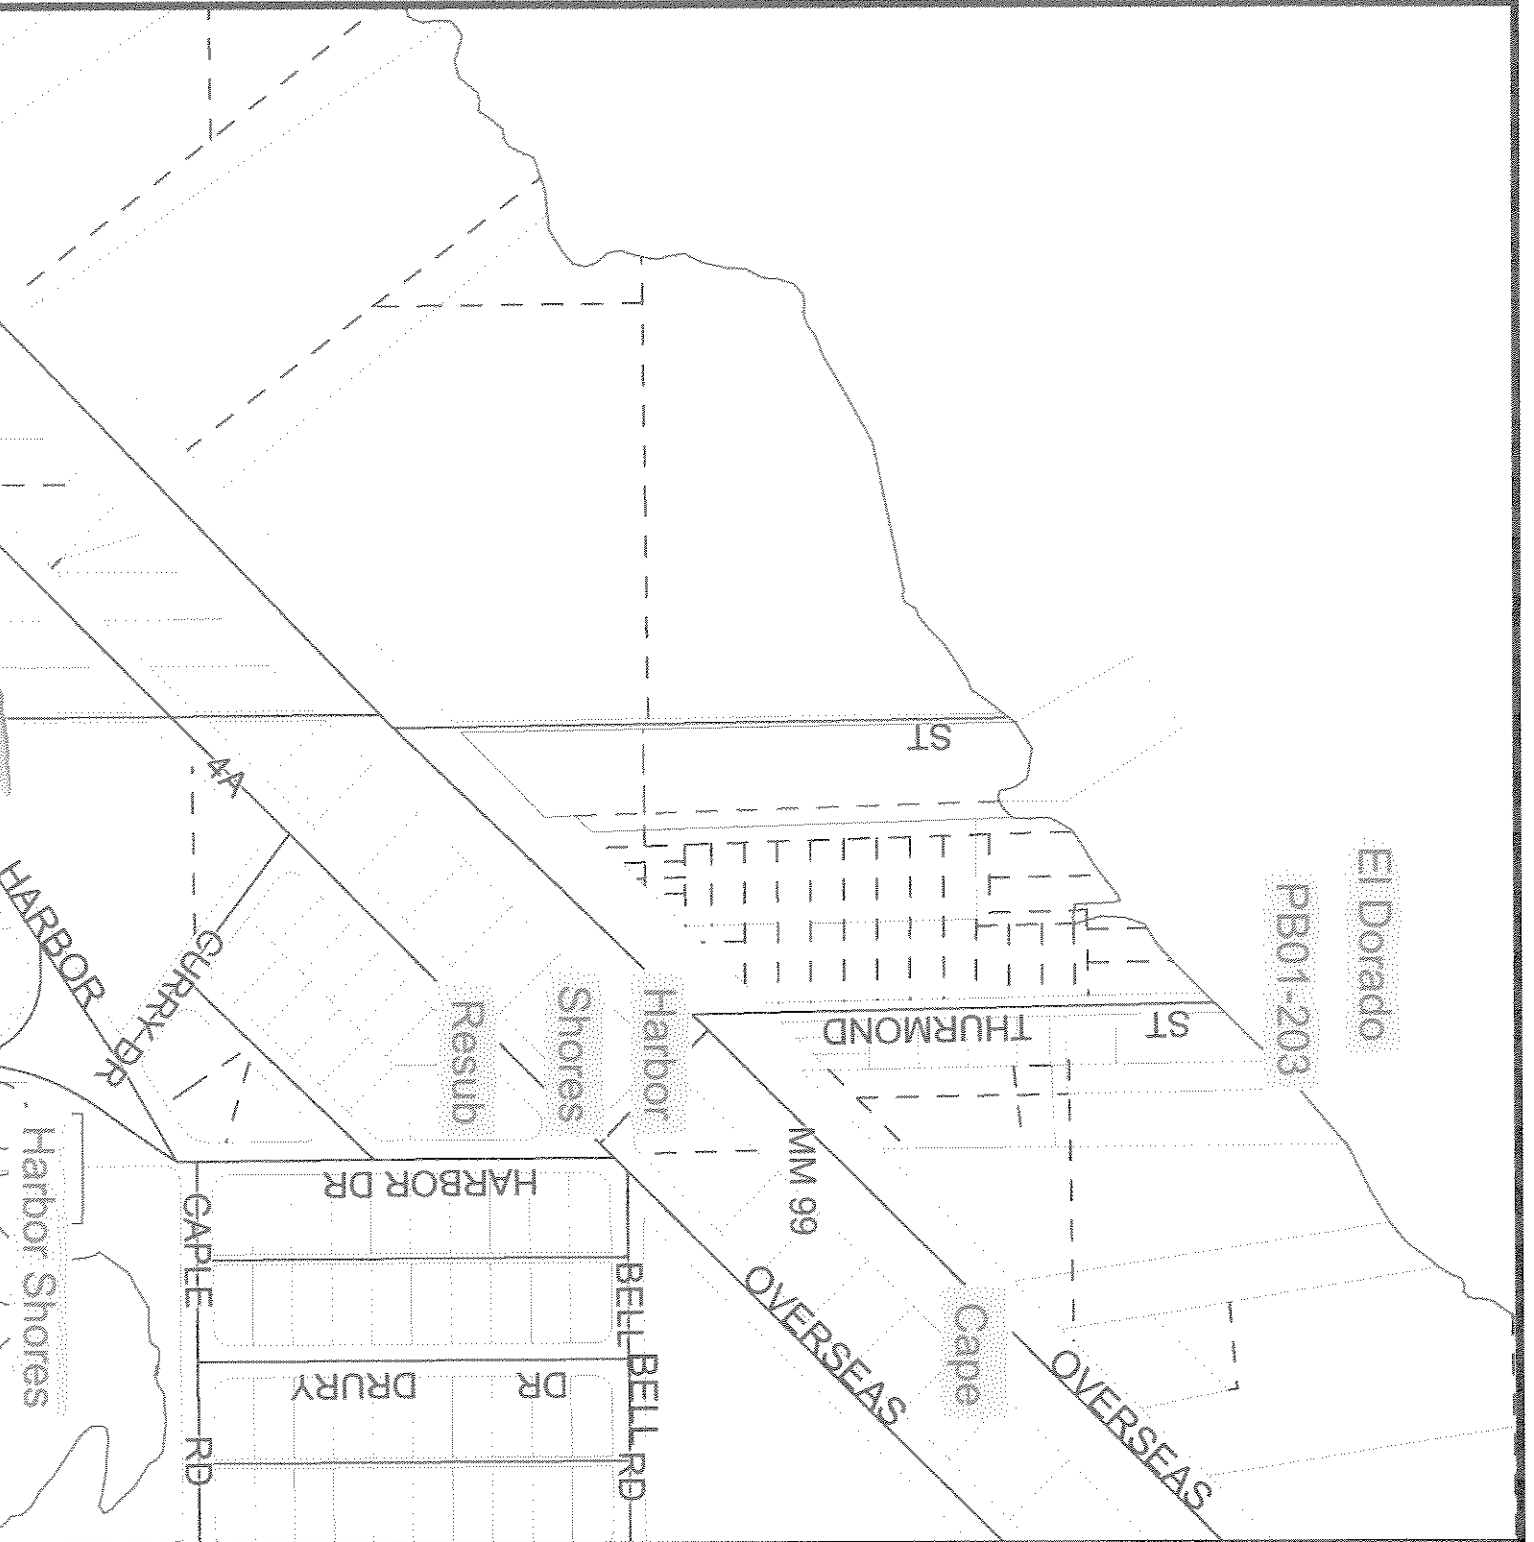 El Dorado
PB01-203
ST
THURMOND
ST
Harbor
Shores
Resub
MM 99
Cape
OVERSEAS
OVERSEAS
4A
CURRY DR
HARBOR
DR
HARBOR DR
CAPLE
RD
BELL
BELL RD
DRURY
DR
Harbor Shores